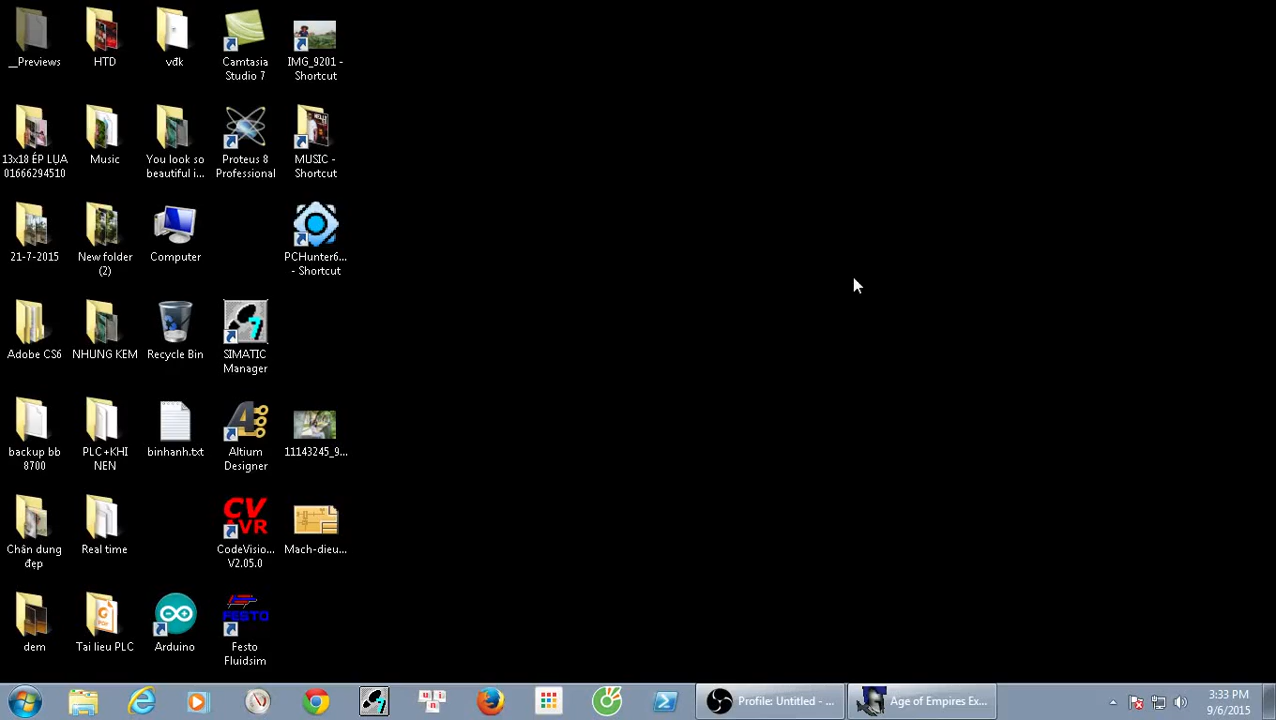 __Previews
HTD
vđk
Camtasia
Studio 7
IMG_9201 -
Shortcut
13x18 ÉP LỤA
01666294510
Music
You look so
beautiful i...
Proteus 8
Professional
MUSIC -
Shortcut
21-7-2015
New folder
(2)
Computer
PCHunter6...
- Shortcut
Adobe CS6
NHUNG KEM
Recycle Bin
SIMATIC
Manager
backup bb
8700
PLC+KHI
NEN
binhanh.txt
Altium
Designer
11143245_9...
Chân dung
đẹp
Real time
CV
AVR
CodeVisio...
V2.05.0
Mach-dieu...
dem
PDF
Tai lieu PLC
Arduino
FESTO
Festo
Fluidsim
Profile: Untitled - ...
Age of Empires Ex...
3:33 PM
9/6/2015